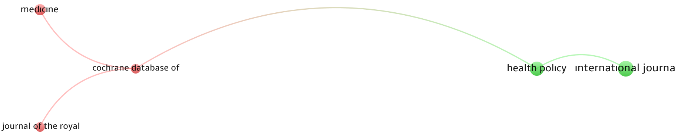 medicine
cochrane database of
health policy
international journa
journal of the royal